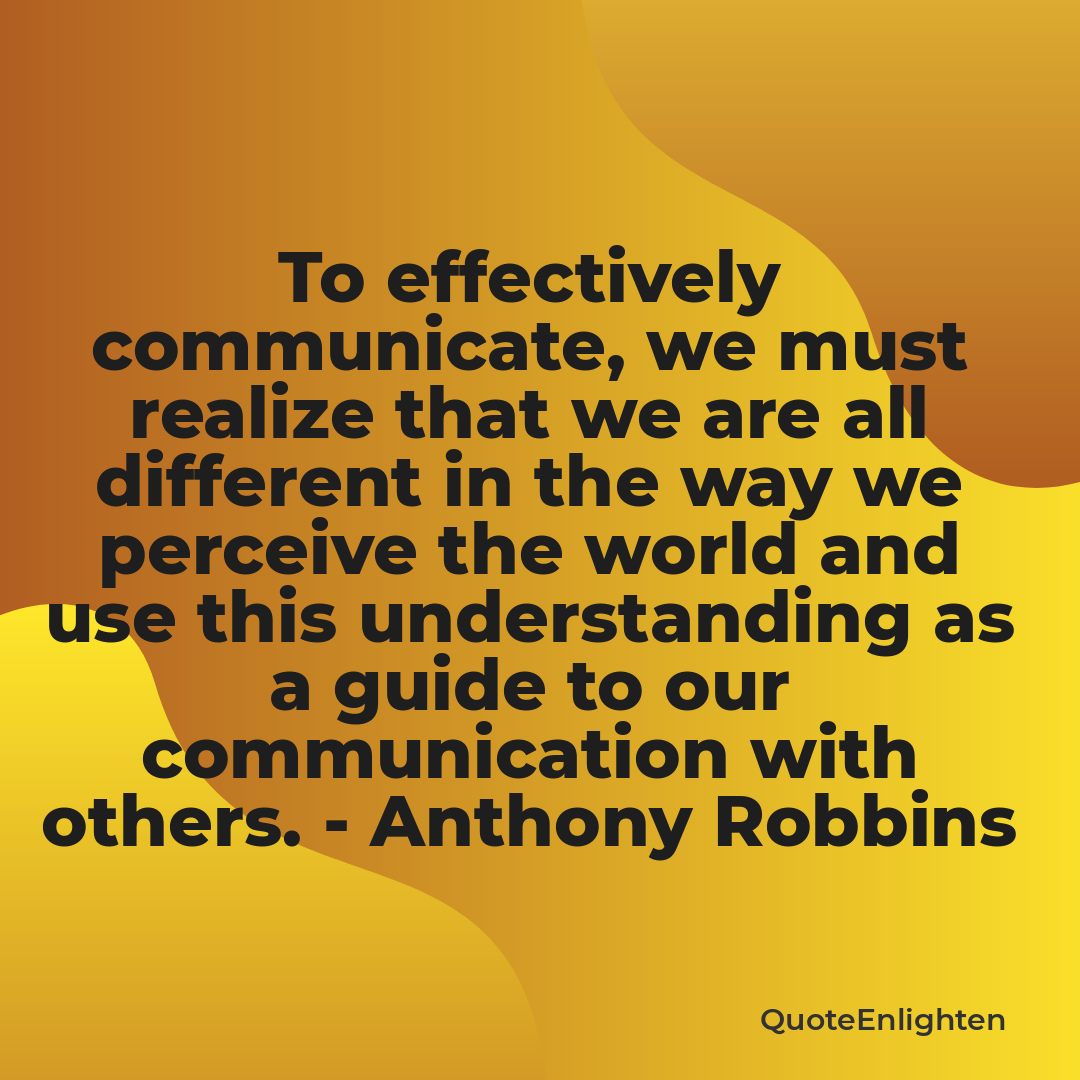 To effectively
communicate, we must
realize that we are all
different in the way we
perceive the world and
use this understanding as
a guide to our
communication with
others. - Anthony Robbins
QuoteEnlighten